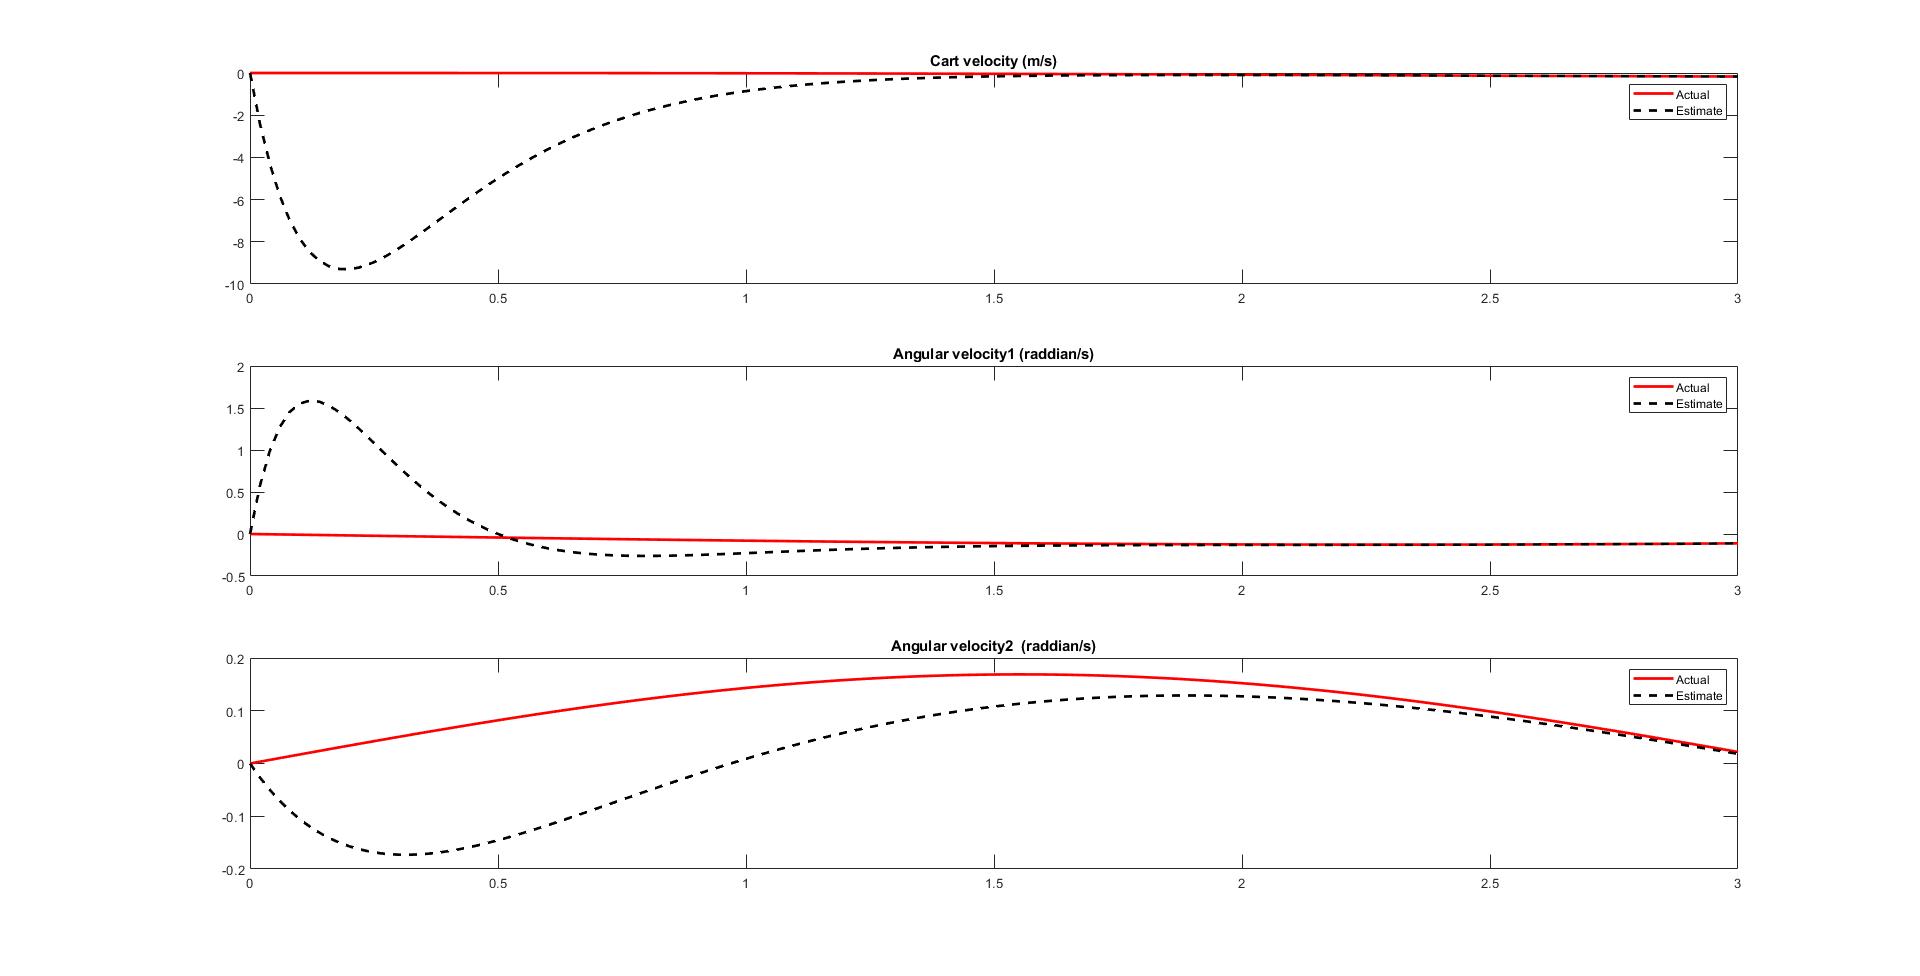 Cart velocity (m/s)
0
-2
-4
-6
-8
-10
Actual
Estimate
0 0.5 1 1.5 2 2.5 3
Angular velocity1 (raddian/s)
2
1.5
1
0.5
0
-0.5
Actual
Estimate
0 0.5 1 1.5 2 2.5 3
Angular velocity2 (raddian/s)
0.2
0.1
0
-0.1
-0.2
Actual
Estimate
0 0.5 1 1.5 2 2.5 3